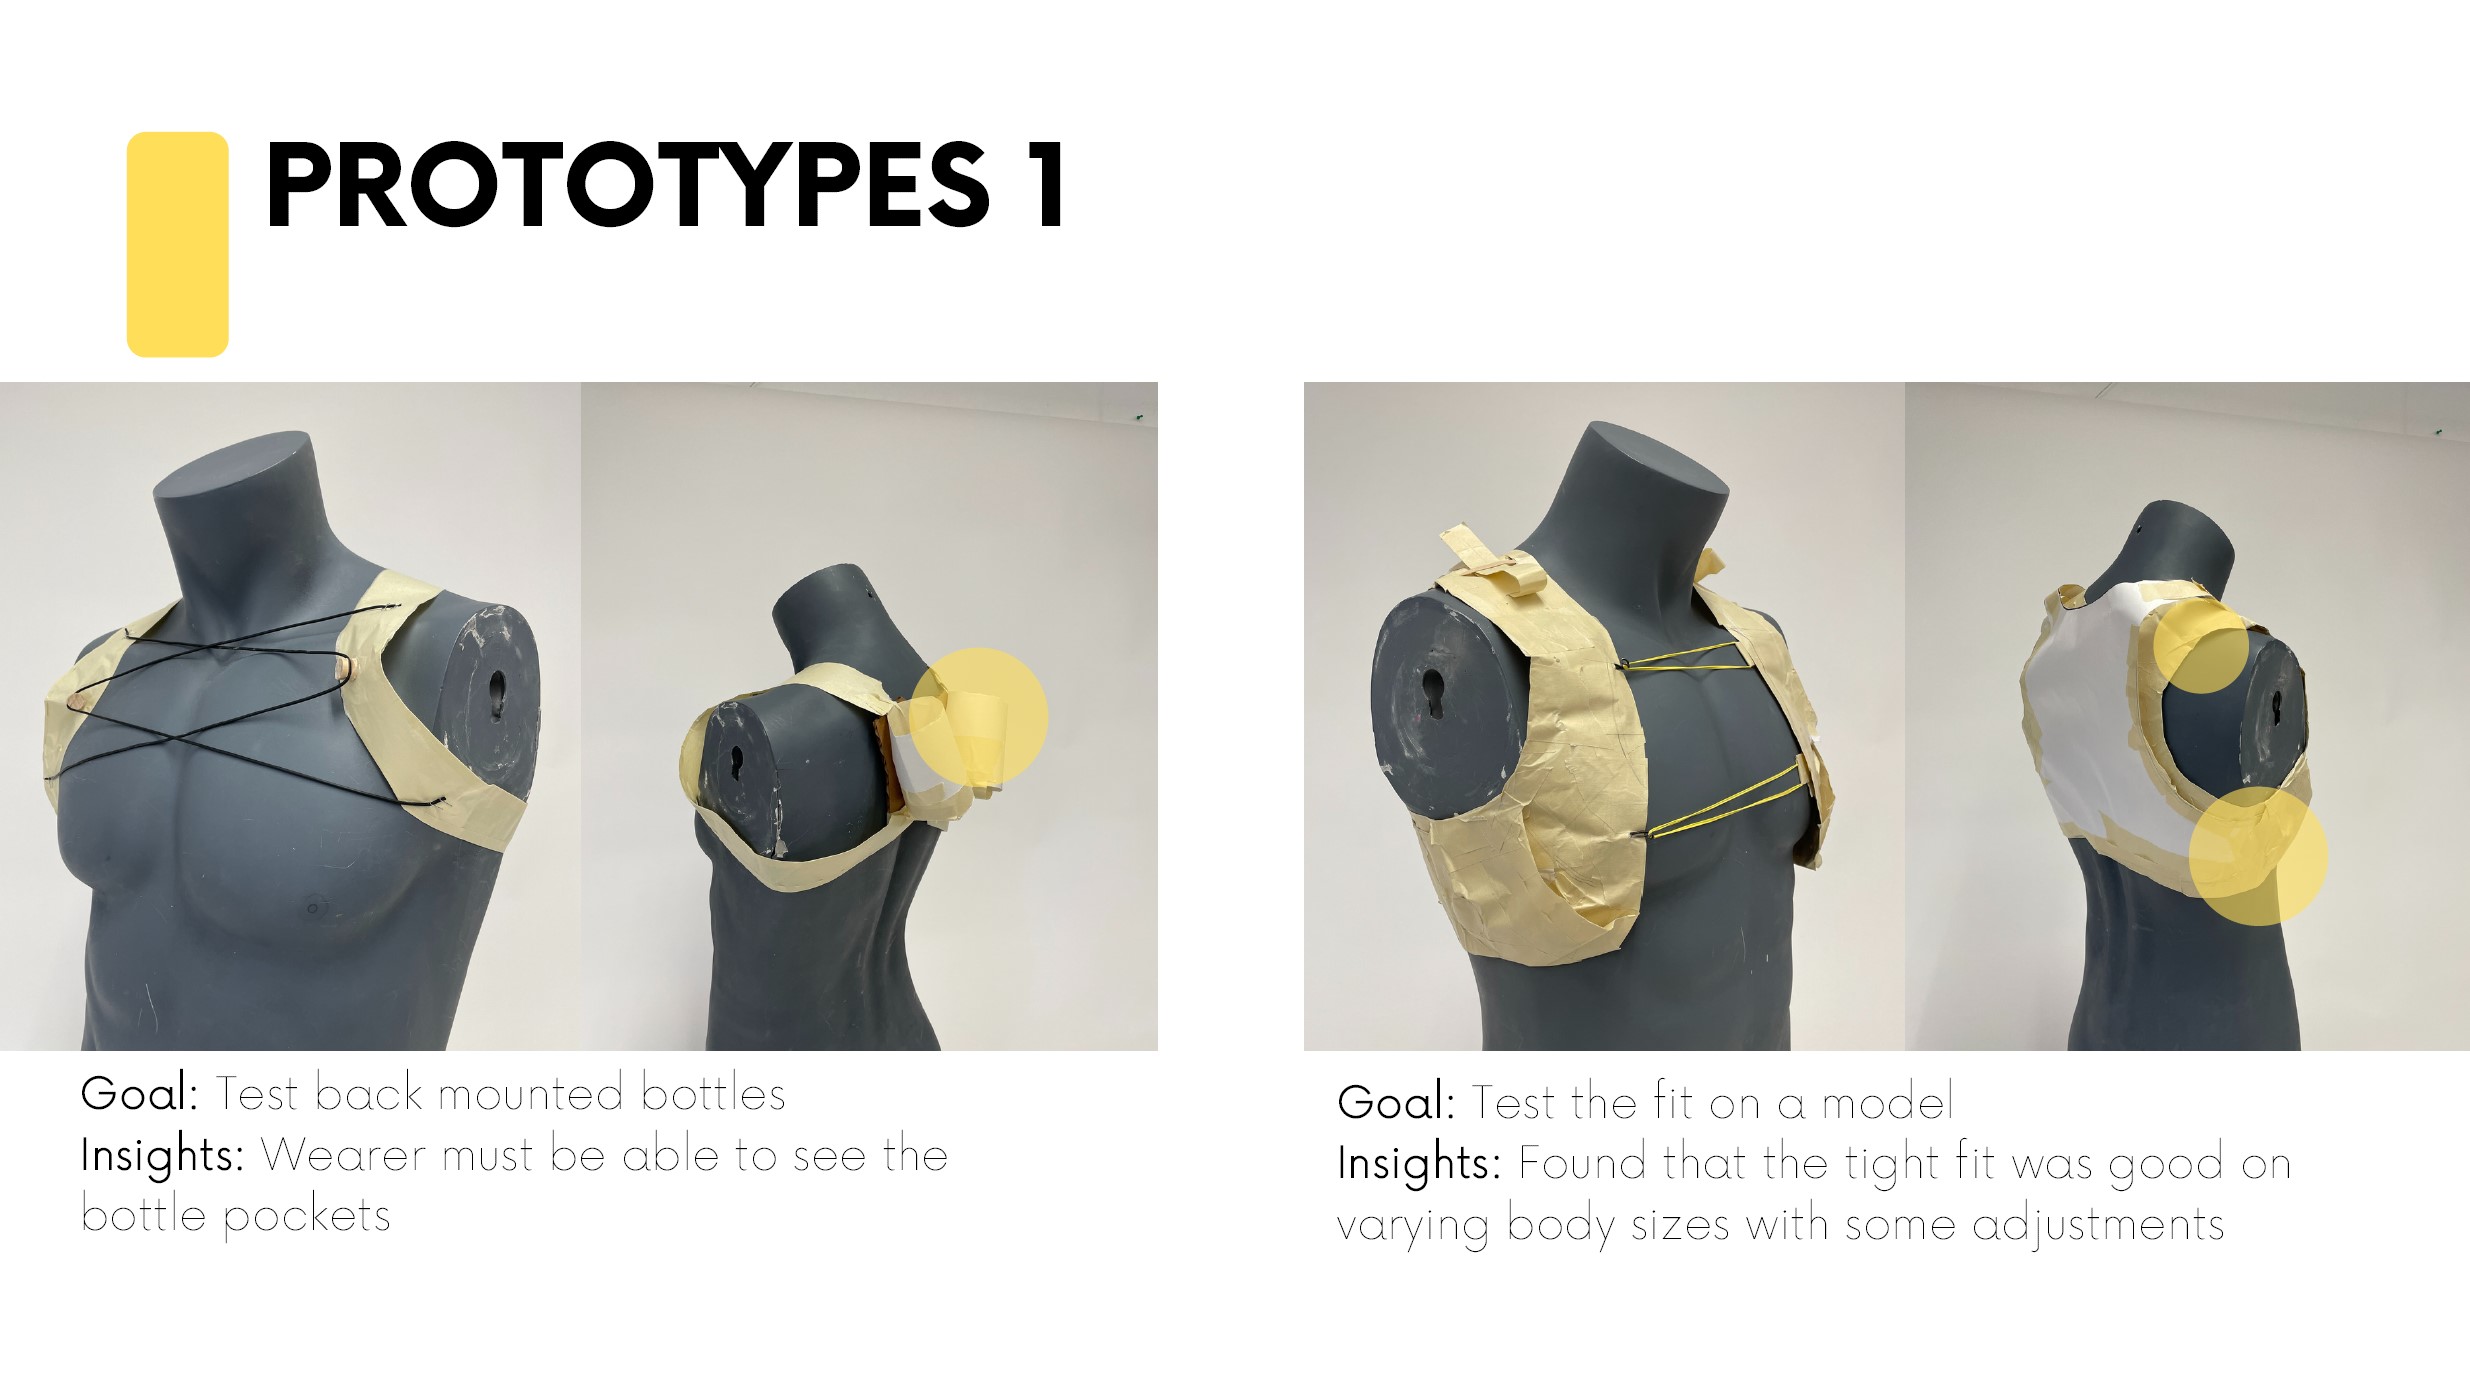 PROTOTYPES 1
Goal: Test back mounted bottles
Insights: Wearer must be able to see the
bottle pockets
Goal: Test the fit on a model
Insights: Found that the tight fit was good on
varying body sizes with some adjustments